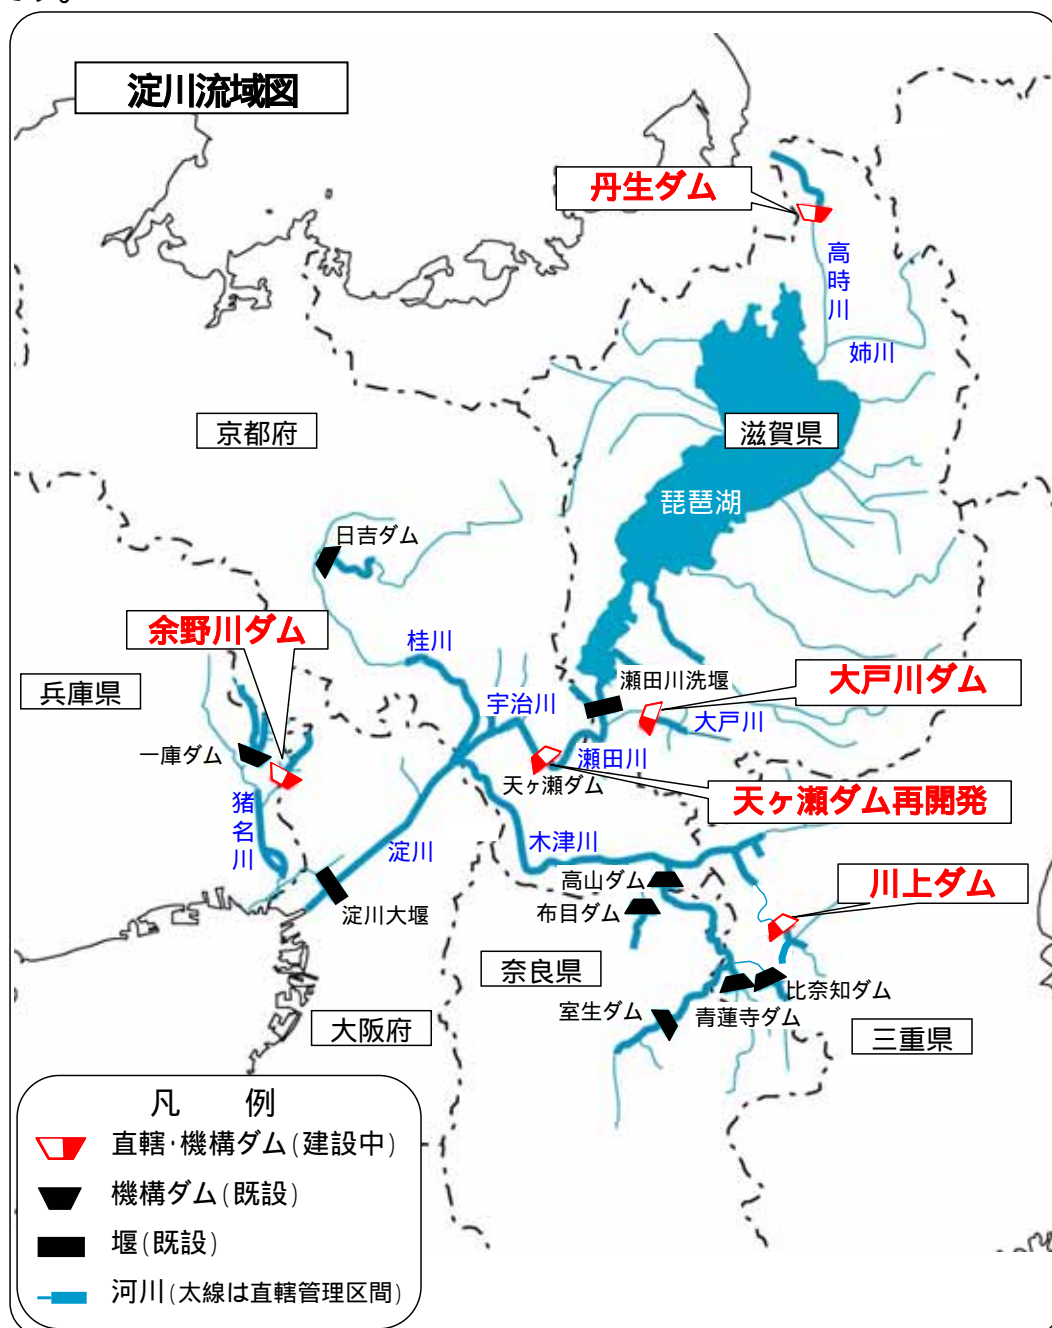 す。
淀川流域図
丹生ダム
高時川
姉川
京都府
滋賀県
琵琶湖
日吉ダム
余野川ダム
桂川
兵庫県
瀬田川洗堰
大戸川ダム
宇治川
大戸川
一庫ダム
瀬田川
天ヶ瀬ダム
天ヶ瀬ダム再開発
猪名川
淀川
木津川
高山ダム
川上ダム
淀川大堰
布目ダム
奈良県
比奈知ダム
室生ダム
青蓮寺ダム
大阪府
三重県
凡 例
直轄・機構ダム(建設中)
機構ダム(既設)
堰(既設)
河川(太線は直轄管理区間)